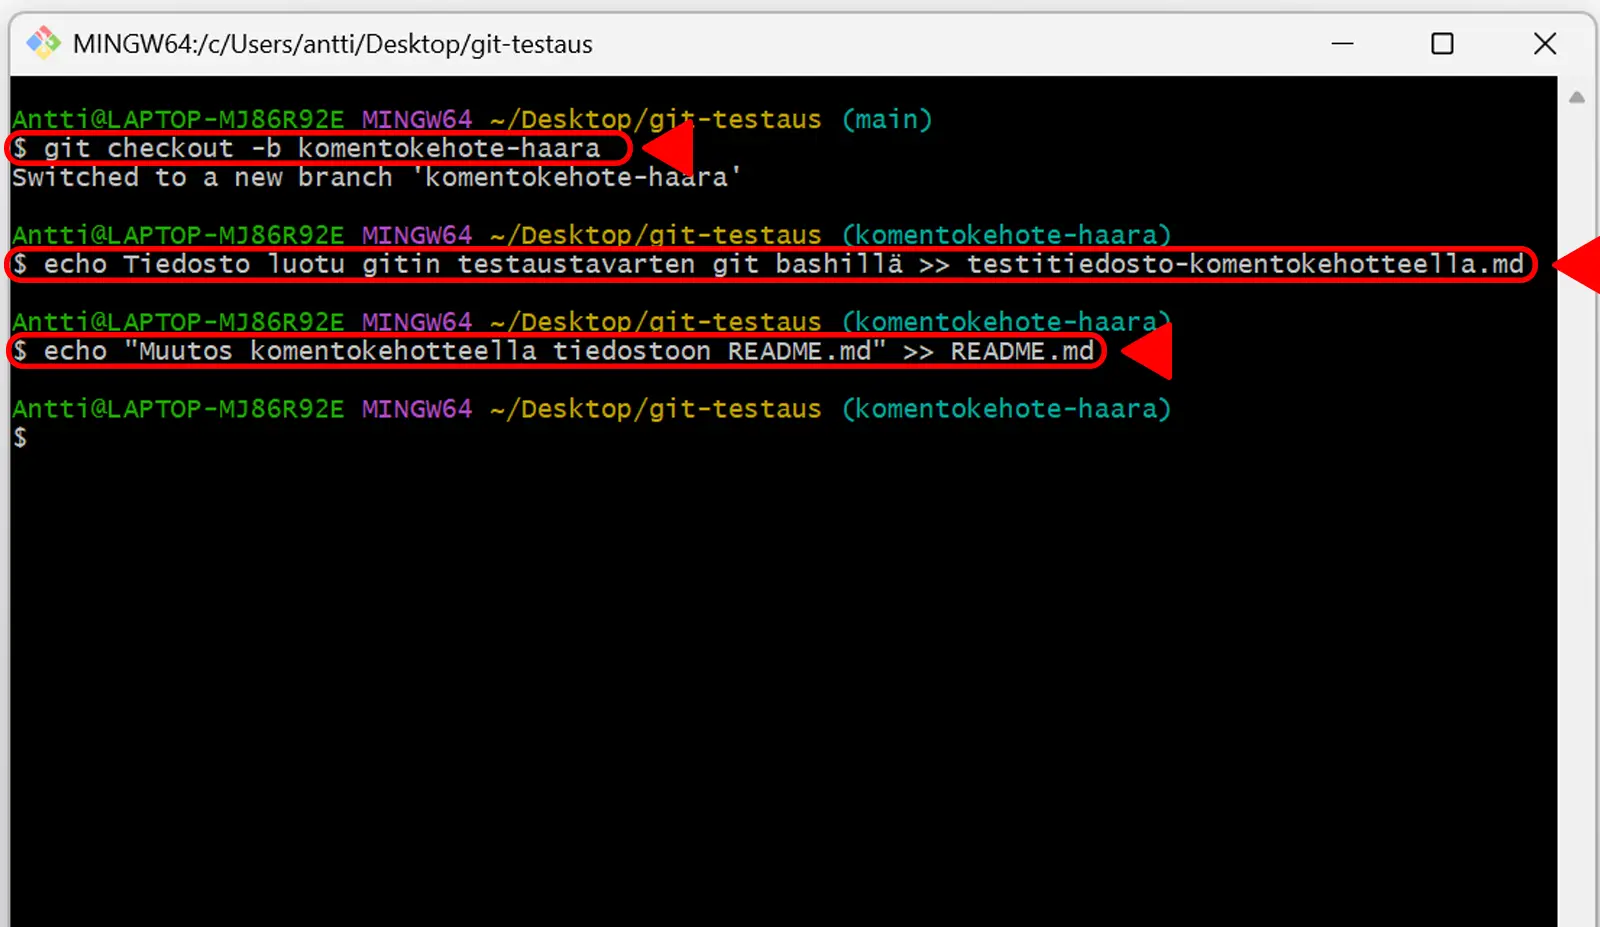 MINGW64:/c/Users/antti/Desktop/git-testaus
Antti@LAPTOP-MJ86R92E MINGW64 ~/Desktop/git-testaus (main)
$ git checkout -b komentokehote-haara
Switched to a new branch 'komentokehote-haara'
Antti@LAPTOP-MJ86R92E MINGW64 ~/Desktop/git-testaus (komentokehote-haara)
$ echo Tiedosto luotu gitin testaustavarten git bashillä >> testitiedosto-komentokehotteella.md
Antti@LAPTOP-MJ86R92E MINGW64 ~/Desktop/git-testaus (komentokehote-haara)
$ echo "Muutos komentokehotteella tiedostoon README.md" >> README.md
Antti@LAPTOP-MJ86R92E MINGW64 ~/Desktop/git-testaus (komentokehote-haara)
$